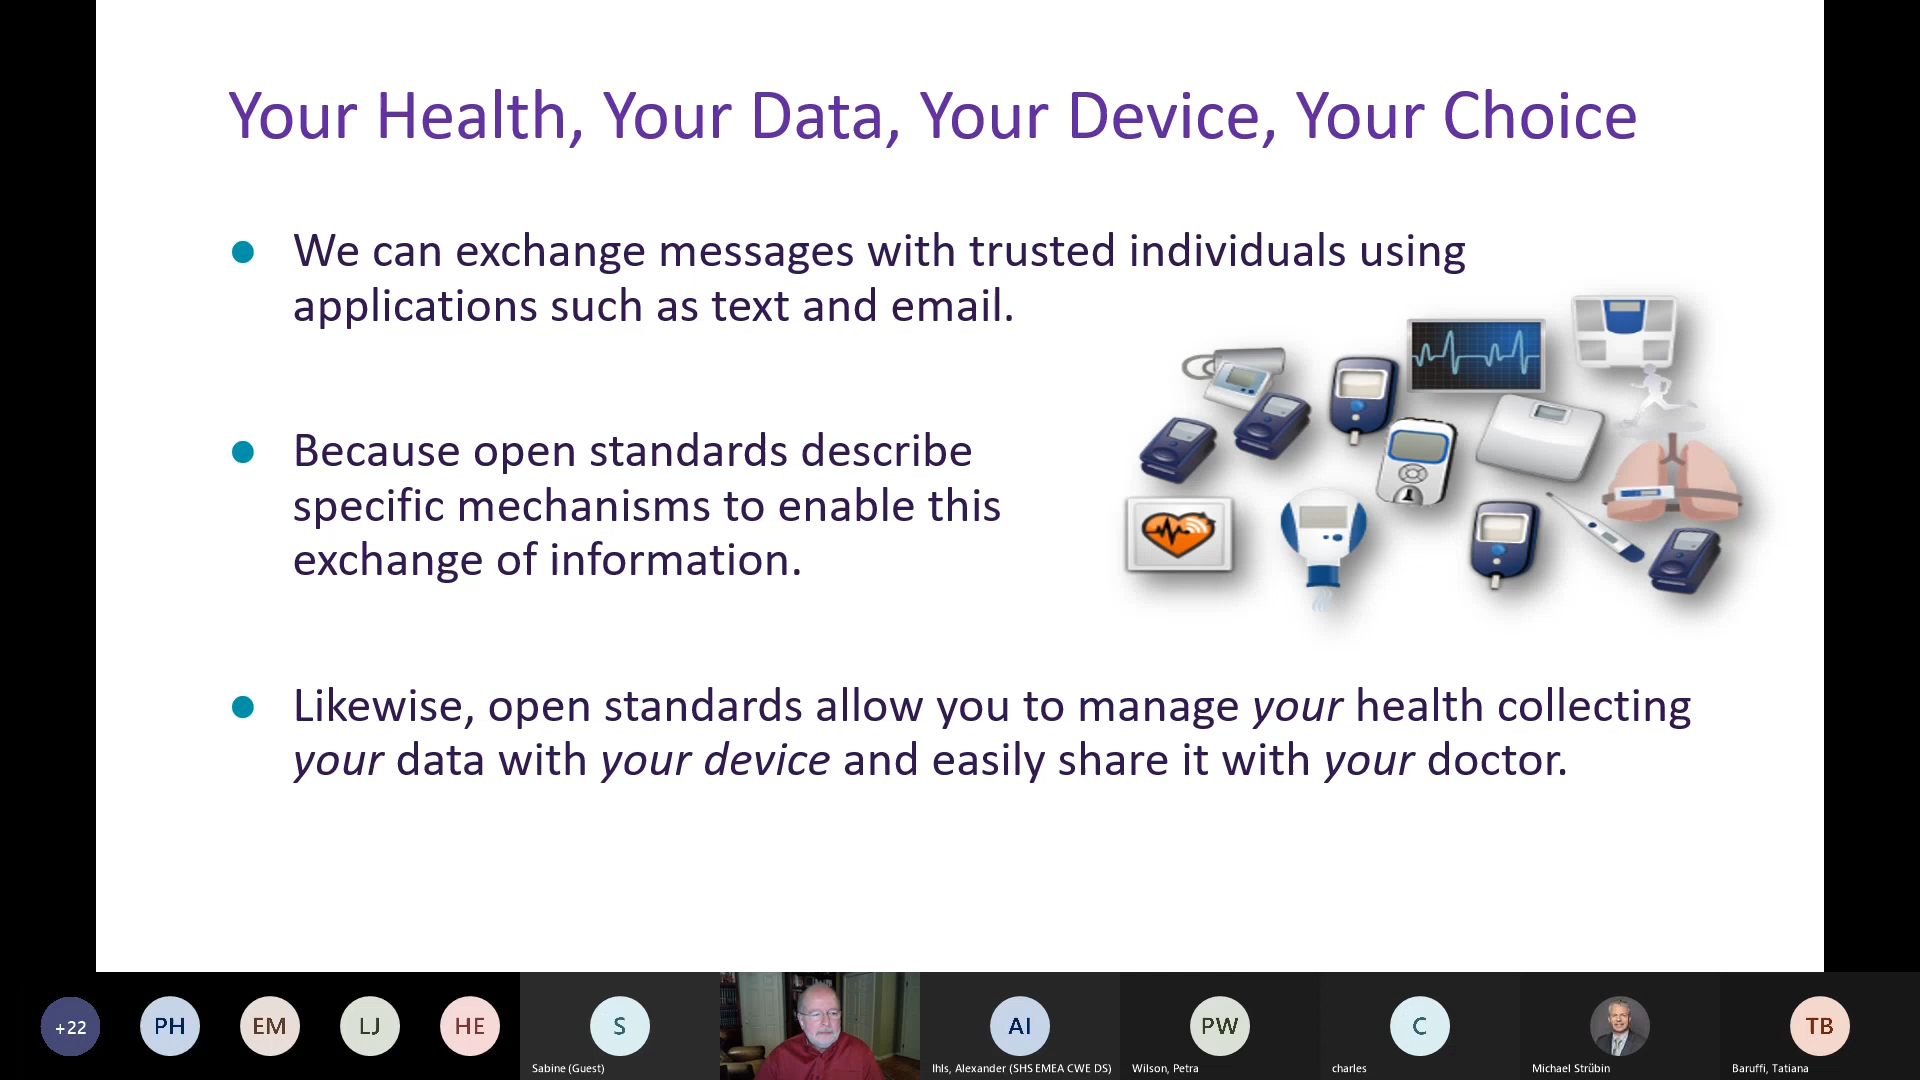 Your Health, Your Data, Your Device, Your Choice
We can exchange messages with trusted individuals using
applications such as text and email.
Because open standards describe
specific mechanisms to enable this
exchange of information.
Likewise, open standards allow you to manage your health collecting
your data with your device and easily share it with your doctor.
+22
PH
EM
LJ
HE
S
AI
PW
C
TB
Sabine (Guest)
Ihls, Alexander (SHS EMEA CWE DS)
Wilson, Petra
charles
Michael Strübin
Baruffi, Tatiana